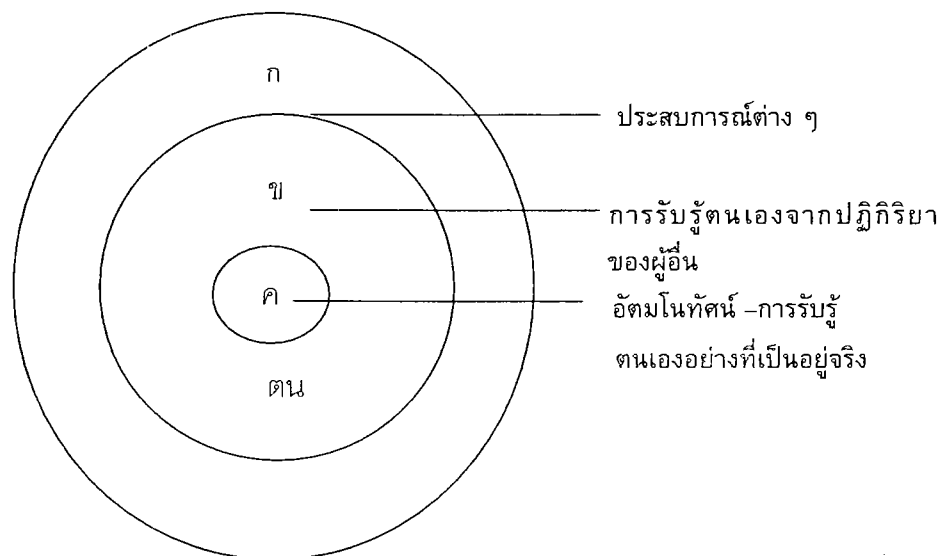 ก
ประสบการณ์ต่าง ๆ
ข
การรับรู้ตนเองจากปฏิกิริยา
ของผู้อื่น
ค
อัตมโนทัศน์ –การรับรู้
ตนเองอย่างที่เป็นอยู่จริง
ตน